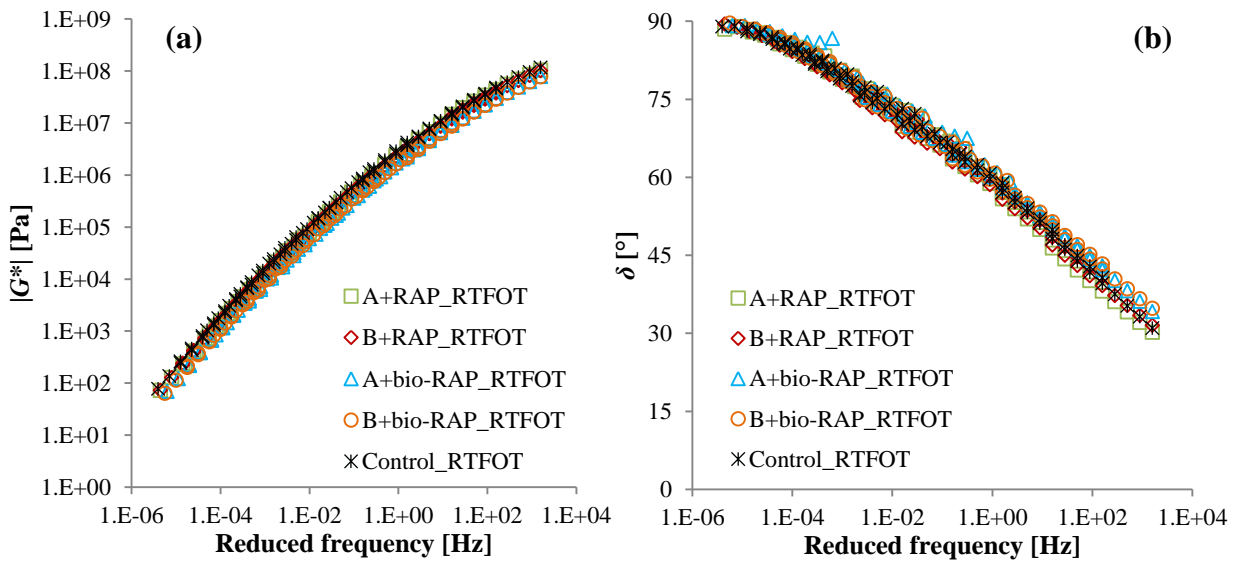 (a)
|G*| [Pa]
1.E+09
1.E+08
1.E+07
1.E+06
1.E+05
1.E+04
1.E+03
1.E+02
1.E+01
1.E+00
A+RAP_RTFOT
B+RAP_RTFOT
A+bio-RAP_RTFOT
B+bio-RAP_RTFOT
Control_RTFOT
1.E-06 1.E-04 1.E-02 1.E+00 1.E+02 1.E+04
Reduced frequency [Hz]
(b)
δ [°]
90
75
60
45
30
15
0
A+RAP_RTFOT
B+RAP_RTFOT
A+bio-RAP_RTFOT
B+bio-RAP_RTFOT
Control_RTFOT
1.E-06 1.E-04 1.E-02 1.E+00 1.E+02 1.E+04
Reduced frequency [Hz]